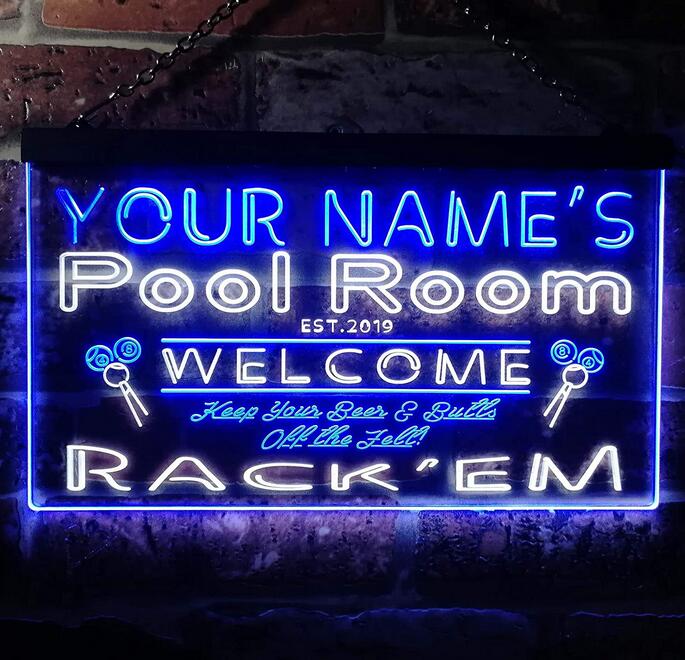 YOUR NAME'S
Pool Room
EST.2019
WELCOME
Keep Your Beer & Butts
Off the Felt!
RACK'EM